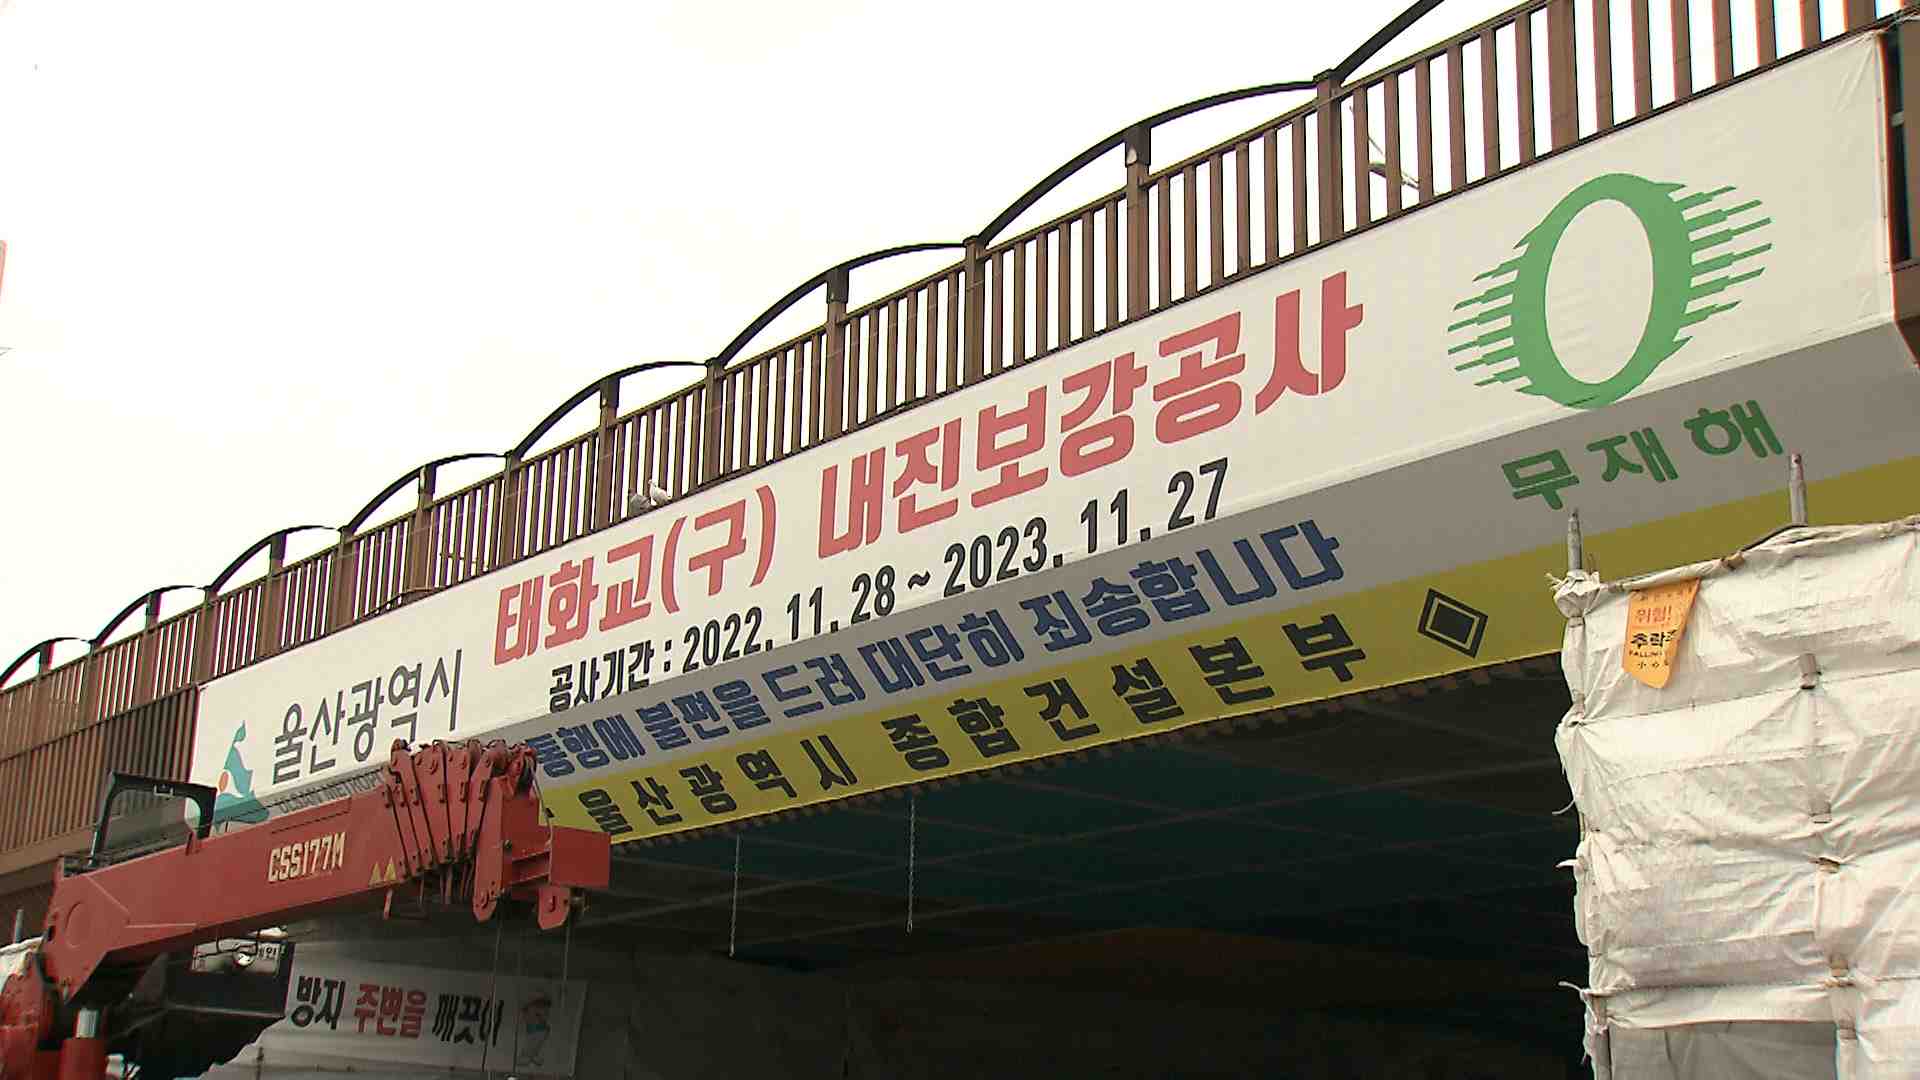 태화교(구) 내진보강공사
공사기간 : 2022. 11. 28 ~ 2023. 11. 27
울산광역시
ULSAN METROPO
통행에 불편을 드려 대단히 죄송합니다
울산광역시 종합건설본부
무재해
CSS177M
위험!
추락주
방지 주변을 깨끗이